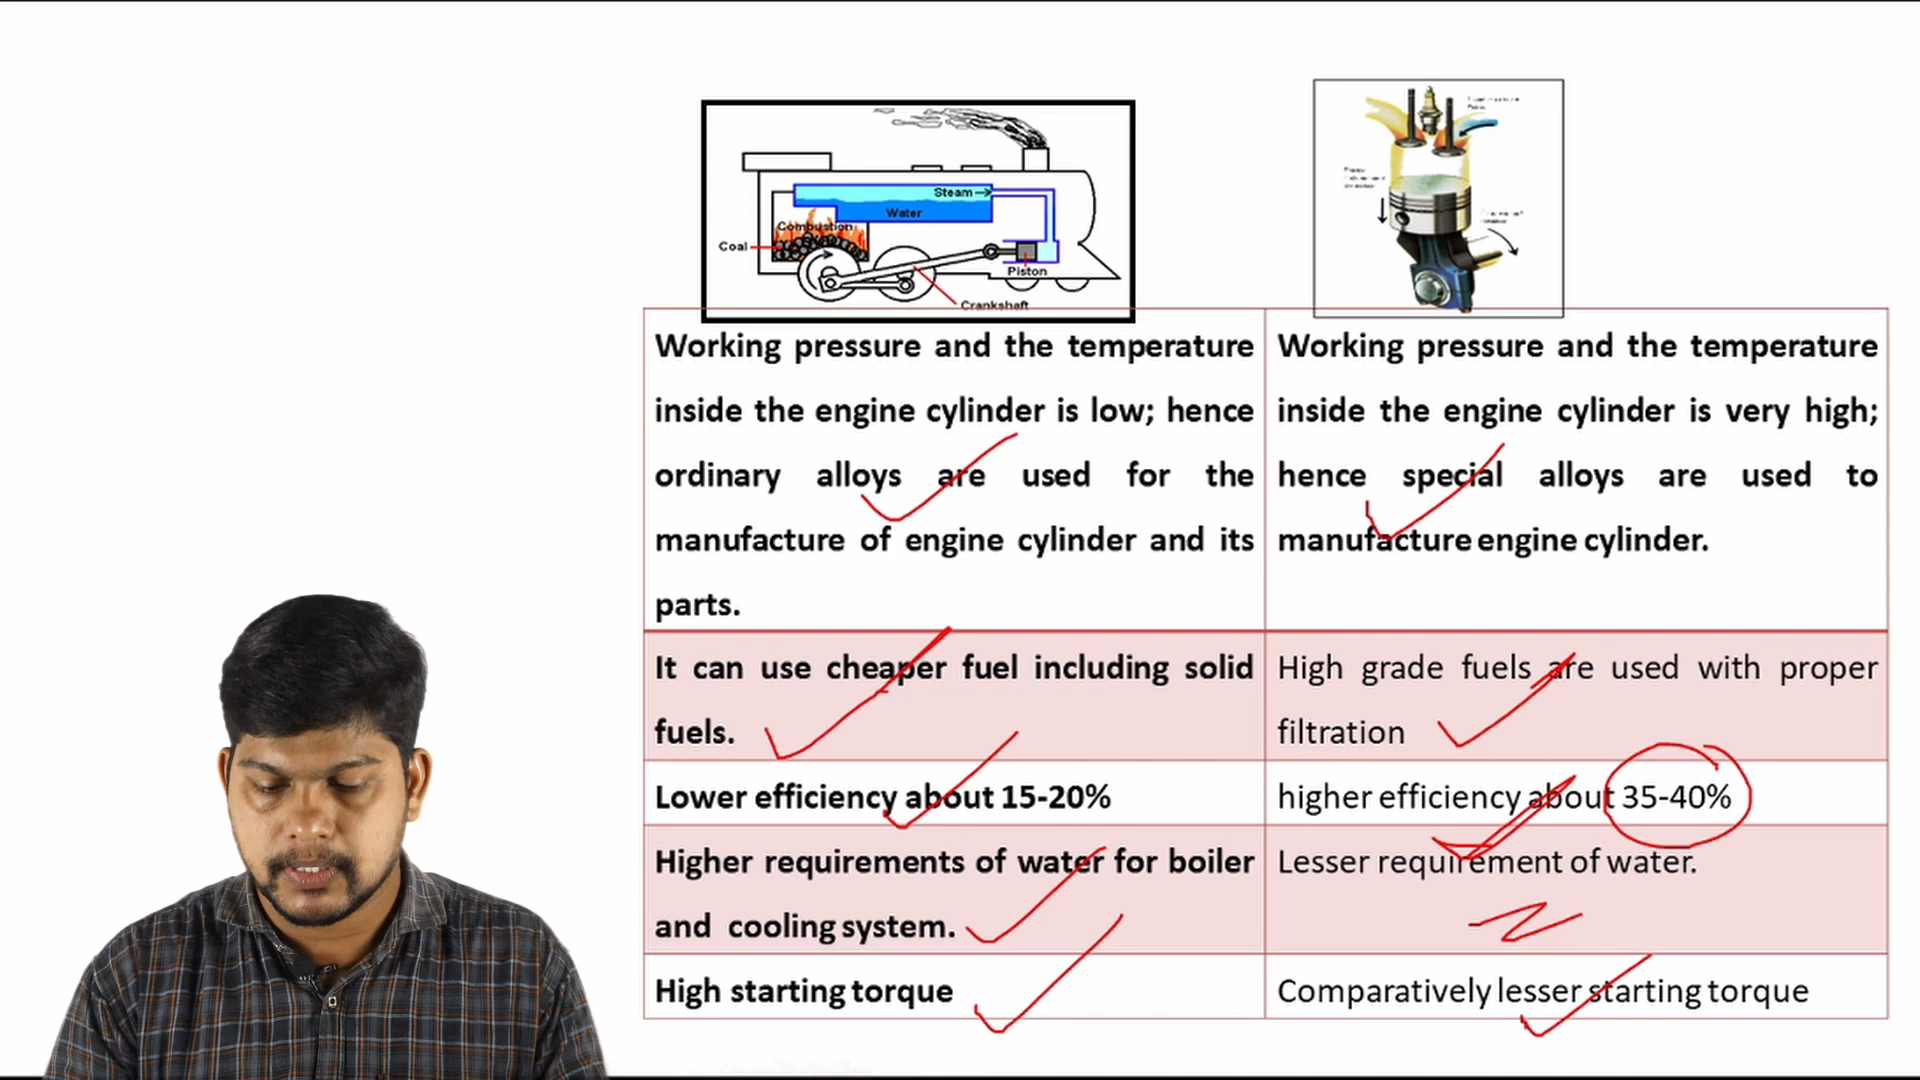 Steam
Water
Combustion
Coal
Piston
Crankshaft
Working pressure and the temperature
inside the engine cylinder is low; hence
ordinary alloys are used for the
manufacture of engine cylinder and its
parts.
Working pressure and the temperature
inside the engine cylinder is very high;
hence special alloys are used to
manufacture engine cylinder.
It can use cheaper fuel including solid
fuels.
High grade fuels are used with proper
filtration
Lower efficiency about 15-20%
higher efficiency about 35-40%
Higher requirements of water for boiler
and cooling system.
Lesser requirement of water.
High starting torque
Comparatively lesser starting torque